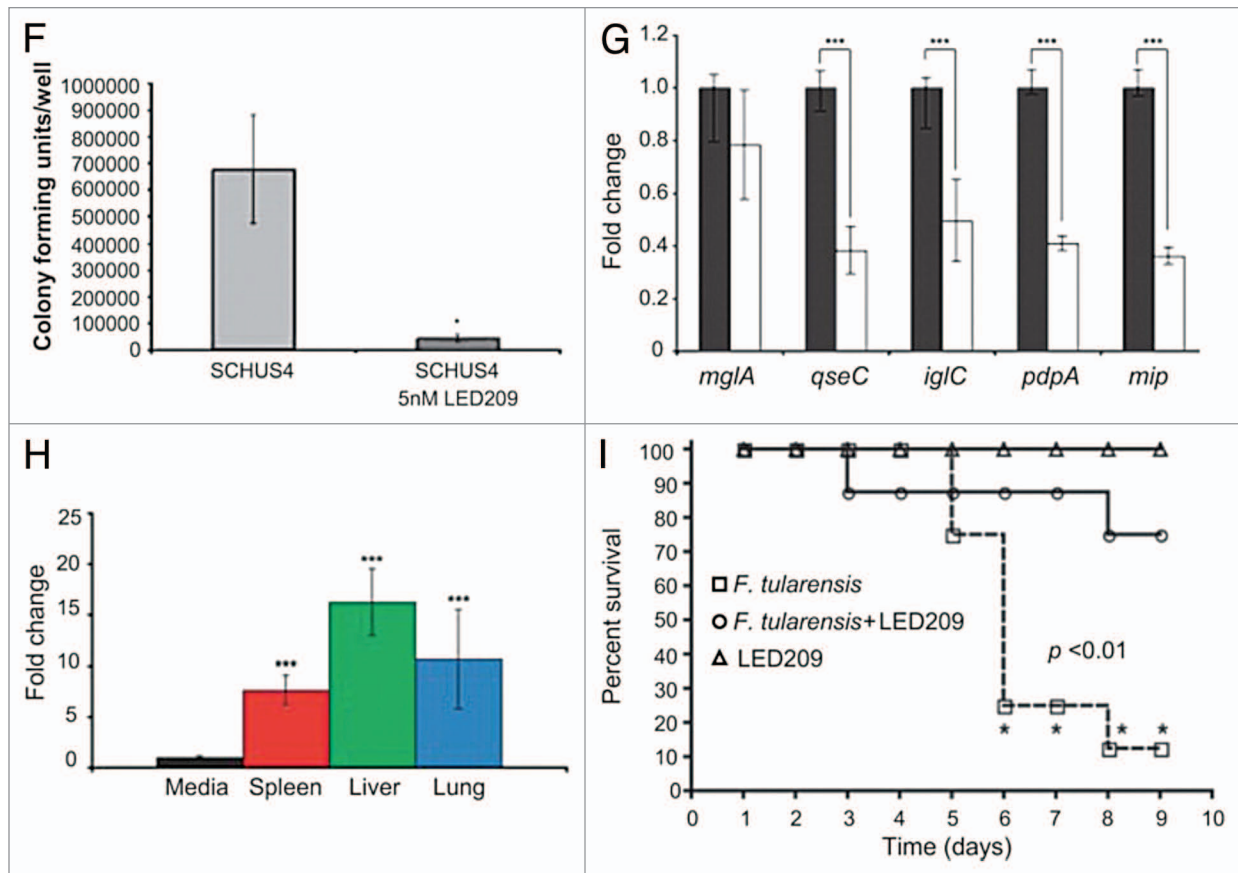 F
Colony forming units/well
1000000
900000
800000
700000
600000
500000
400000
300000
200000
100000
0
SCHUS4
SCHUS4
5nM LED209
*
G
Fold change
1.2
1.0
0.8
0.6
0.4
0.2
0
***
***
***
***
mglA
qseC
iglC
pdpA
mip
H
Fold change
25
20
15
10
5
0
***
***
***
Media
Spleen
Liver
Lung
I
Percent survival
100
90
80
70
60
50
40
30
20
10
0
F. tularensis
F. tularensis+LED209
LED209
p <0.01
* * * *
0 1 2 3 4 5 6 7 8 9 10
Time (days)